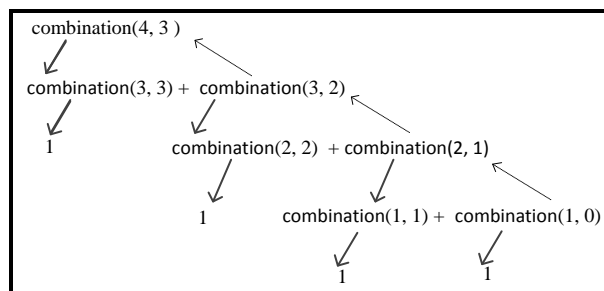 combination(4, 3 )
combination(3, 3) + combination(3, 2)
1
combination(2, 2) + combination(2, 1)
1
combination(1, 1) + combination(1, 0)
1 1